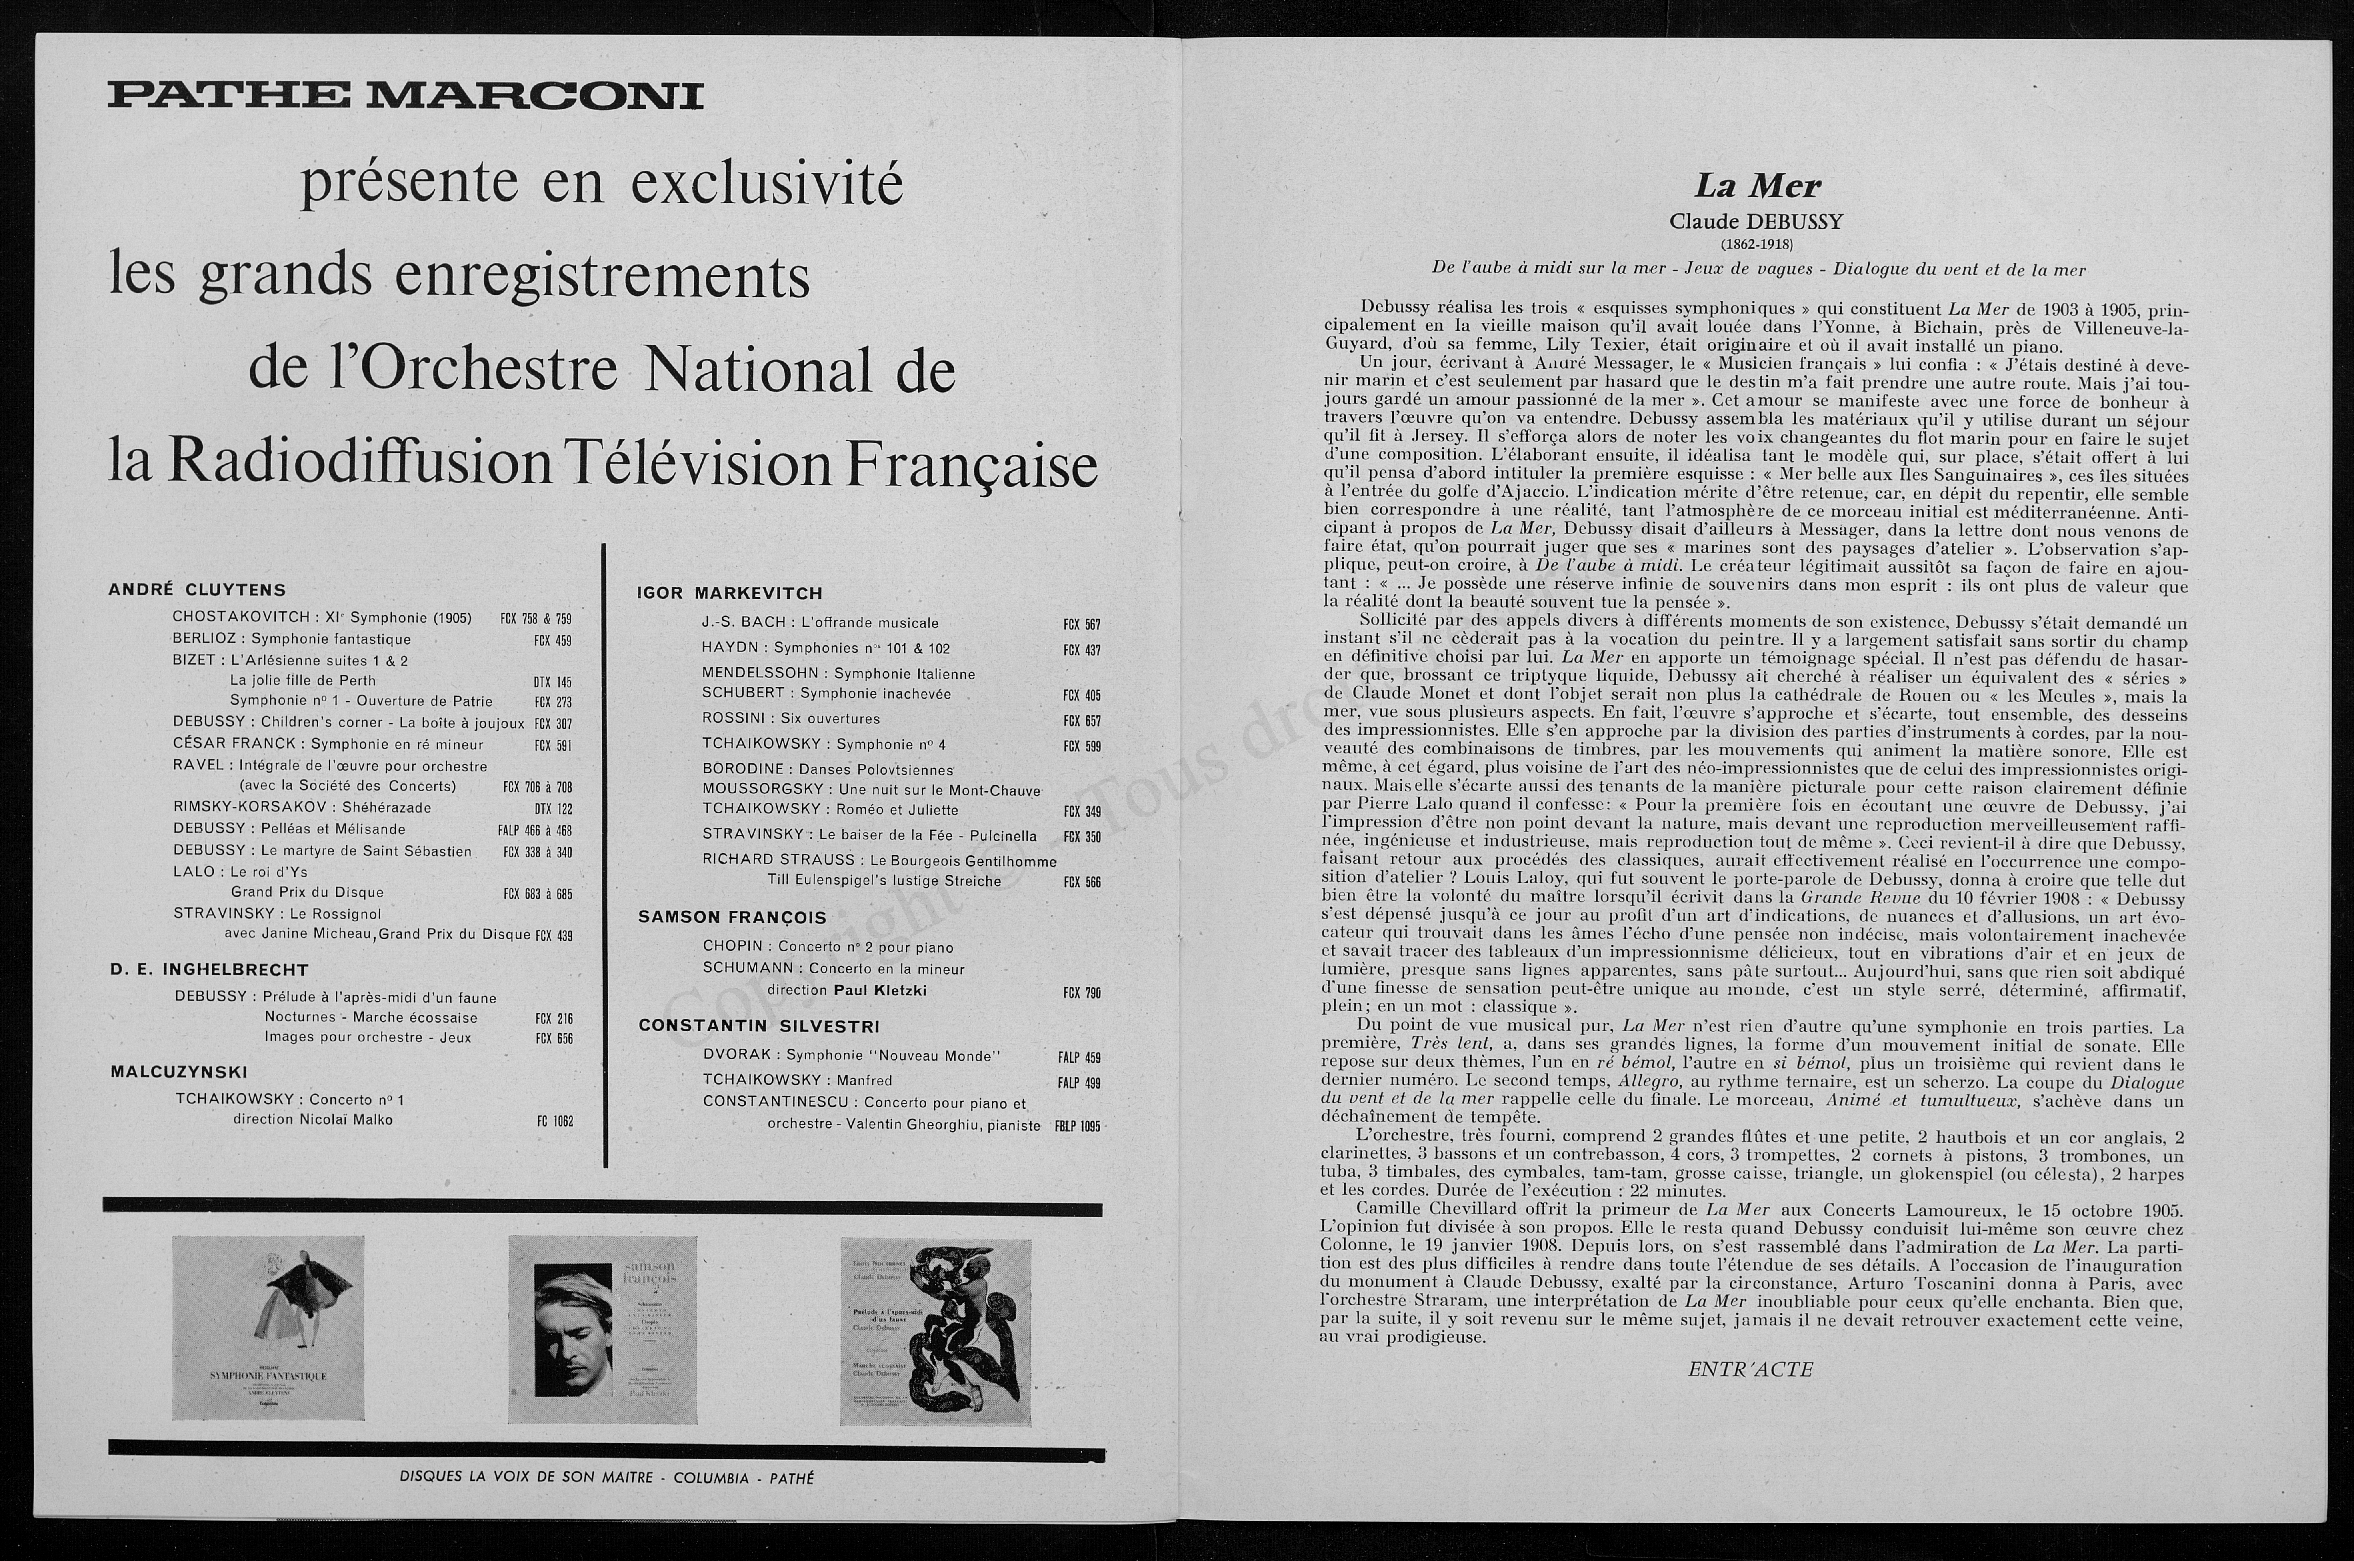 PATHE MARCONI
présente en exclusivité
les grands enregistrements
de l'Orchestre National de
la Radiodiffusion Télévision Française
ANDRÉ CLUYTENS
CHOSTAKOVITCH : XIe Symphonie (1905) FCX 758 & 759
BERLIOZ : Symphonie fantastique FCX 459
BIZET : L'Arlésienne suites 1 & 2
La jolie fille de Perth DTX 145
Symphonie nº 1 - Ouverture de Patrie FCX 273
DEBUSSY : Children's corner - La boîte à joujoux FCX 307
CÉSAR FRANCK : Symphonie en ré mineur FCX 591
RAVEL : Intégrale de l'œuvre pour orchestre
(avec la Société des Concerts) FCX 706 à 708
RIMSKY-KORSAKOV : Shéhérazade DTX 122
DEBUSSY : Pelléas et Mélisande FALP 466 à 468
DEBUSSY : Le martyre de Saint Sébastien FCX 338 à 340
LALO : Le roi d'Ys
Grand Prix du Disque FCX 683 à 685
STRAVINSKY : Le Rossignol
avec Janine Micheau, Grand Prix du Disque FCX 439
D. E. INGHELBRECHT
DEBUSSY : Prélude à l'après-midi d'un faune
Nocturnes - Marche écossaise FCX 216
Images pour orchestre - Jeux FCX 656
MALCUZYNSKI
TCHAIKOWSKY : Concerto nº 1
direction Nicolaï Malko FC 1062
IGOR MARKEVITCH
J.-S. BACH : L'offrande musicale FCX 567
HAYDN : Symphonies nos 101 & 102 FCX 437
MENDELSSOHN : Symphonie Italienne
SCHUBERT : Symphonie inachevée FCX 405
ROSSINI : Six ouvertures FCX 657
TCHAIKOWSKY : Symphonie nº 4 FCX 599
BORODINE : Danses Polovtsiennes
MOUSSORGSKY : Une nuit sur le Mont-Chauve
TCHAIKOWSKY : Roméo et Juliette FCX 349
STRAVINSKY : Le baiser de la Fée - Pulcinella FCX 350
RICHARD STRAUSS : Le Bourgeois Gentilhomme
Till Eulenspigel's lustige Streiche FCX 566
SAMSON FRANÇOIS
CHOPIN : Concerto nº 2 pour piano
SCHUMANN : Concerto en la mineur
direction Paul Kletzki FCX 790
CONSTANTIN SILVESTRI
DVORAK : Symphonie "Nouveau Monde" FALP 459
TCHAIKOWSKY : Manfred FALP 499
CONSTANTINESCU : Concerto pour piano et
orchestre - Valentin Gheorghiu, pianiste FBLP 1095
SYMPHONIE FANTASTIQUE
ANDRÉ CLUYTENS
samson
françois
Schumann
Chopin
Paul Kletzki
Trois Nocturnes
Claude Debussy
Prélude à l'après-midi
d'un faune
Claude Debussy
Marche écossaise
Claude Debussy
DISQUES LA VOIX DE SON MAITRE - COLUMBIA - PATHÉ
La Mer
Claude DEBUSSY
(1862-1918)
De l'aube à midi sur la mer - Jeux de vagues - Dialogue du vent et de la mer
Debussy réalisa les trois « esquisses symphoniques » qui constituent La Mer de 1903 à 1905, prin-
cipalement en la vieille maison qu'il avait louée dans l'Yonne, à Bichain, près de Villeneuve-la-
Guyard, d'où sa femme, Lily Texier, était originaire et où il avait installé un piano.
Un jour, écrivant à André Messager, le « Musicien français » lui confia : « J'étais destiné à deve-
nir marin et c'est seulement par hasard que le destin m'a fait prendre une autre route. Mais j'ai tou-
jours gardé un amour passionné de la mer ». Cet amour se manifeste avec une force de bonheur à
travers l'œuvre qu'on va entendre. Debussy assembla les matériaux qu'il y utilise durant un séjour
qu'il fit à Jersey. Il s'efforça alors de noter les voix changeantes du flot marin pour en faire le sujet
d'une composition. L'élaborant ensuite, il idéalisa tant le modèle qui, sur place, s'était offert à lui
qu'il pensa d'abord intituler la première esquisse : « Mer belle aux Iles Sanguinaires », ces îles situées
à l'entrée du golfe d'Ajaccio. L'indication mérite d'être retenue, car, en dépit du repentir, elle semble
bien correspondre à une réalité, tant l'atmosphère de ce morceau initial est méditerranéenne. Anti-
cipant à propos de La Mer, Debussy disait d'ailleurs à Messager, dans la lettre dont nous venons de
faire état, qu'on pourrait juger que ses « marines sont des paysages d'atelier ». L'observation s'ap-
plique, peut-on croire, à De l'aube à midi. Le créateur légitimait aussitôt sa façon de faire en ajou-
tant : « ... Je possède une réserve infinie de souvenirs dans mon esprit : ils ont plus de valeur que
la réalité dont la beauté souvent tue la pensée ».
Sollicité par des appels divers à différents moments de son existence, Debussy s'était demandé un
instant s'il ne cèderait pas à la vocation du peintre. Il y a largement satisfait sans sortir du champ
en définitive choisi par lui. La Mer en apporte un témoignage spécial. Il n'est pas défendu de hasar-
der que, brossant ce triptyque liquide, Debussy ait cherché à réaliser un équivalent des « séries »
de Claude Monet et dont l'objet serait non plus la cathédrale de Rouen ou « les Meules », mais la
mer, vue sous plusieurs aspects. En fait, l'œuvre s'approche et s'écarte, tout ensemble, des desseins
des impressionnistes. Elle s'en approche par la division des parties d'instruments à cordes, par la nou-
veauté des combinaisons de timbres, par les mouvements qui animent la matière sonore. Elle est
même, à cet égard, plus voisine de l'art des néo-impressionnistes que de celui des impressionnistes origi-
naux. Mais elle s'écarte aussi des tenants de la manière picturale pour cette raison clairement définie
par Pierre Lalo quand il confesse: « Pour la première fois en écoutant une œuvre de Debussy, j'ai
l'impression d'être non point devant la nature, mais devant une reproduction merveilleusement raffi-
née, ingénieuse et industrieuse, mais reproduction tout de même ». Ceci revient-il à dire que Debussy,
faisant retour aux procédés des classiques, aurait effectivement réalisé en l'occurrence une compo-
sition d'atelier ? Louis Laloy, qui fut souvent le porte-parole de Debussy, donna à croire que telle dut
bien être la volonté du maître lorsqu'il écrivit dans la Grande Revue du 10 février 1908 : « Debussy
s'est dépensé jusqu'à ce jour au profit d'un art d'indications, de nuances et d'allusions, un art évo-
cateur qui trouvait dans les âmes l'écho d'une pensée non indécise, mais volontairement inachevée
et savait tracer des tableaux d'un impressionnisme délicieux, tout en vibrations d'air et en jeux de
lumière, presque sans lignes apparentes, sans pâte surtout... Aujourd'hui, sans que rien soit abdiqué
d'une finesse de sensation peut-être unique au monde, c'est un style serré, déterminé, affirmatif,
plein; en un mot : classique ».
Du point de vue musical pur, La Mer n'est rien d'autre qu'une symphonie en trois parties. La
première, Très lent, a, dans ses grandes lignes, la forme d'un mouvement initial de sonate. Elle
repose sur deux thèmes, l'un en ré bémol, l'autre en si bémol, plus un troisième qui revient dans le
dernier numéro. Le second temps, Allegro, au rythme ternaire, est un scherzo. La coupe du Dialogue
du vent et de la mer rappelle celle du finale. Le morceau, Animé et tumultueux, s'achève dans un
déchaînement de tempête.
L'orchestre, très fourni, comprend 2 grandes flûtes et une petite, 2 hautbois et un cor anglais, 2
clarinettes, 3 bassons et un contrebasson, 4 cors, 3 trompettes, 2 cornets à pistons, 3 trombones, un
tuba, 3 timbales, des cymbales, tam-tam, grosse caisse, triangle, un glokenspiel (ou célesta), 2 harpes
et les cordes. Durée de l'exécution : 22 minutes.
Camille Chevillard offrit la primeur de La Mer aux Concerts Lamoureux, le 15 octobre 1905.
L'opinion fut divisée à son propos. Elle le resta quand Debussy conduisit lui-même son œuvre chez
Colonne, le 19 janvier 1908. Depuis lors, on s'est rassemblé dans l'admiration de La Mer. La parti-
tion est des plus difficiles à rendre dans toute l'étendue de ses détails. A l'occasion de l'inauguration
du monument à Claude Debussy, exalté par la circonstance, Arturo Toscanini donna à Paris, avec
l'orchestre Straram, une interprétation de La Mer inoubliable pour ceux qu'elle enchanta. Bien que,
par la suite, il y soit revenu sur le même sujet, jamais il ne devait retrouver exactement cette veine,
au vrai prodigieuse.
ENTR'ACTE
Copyright © - Tous dro